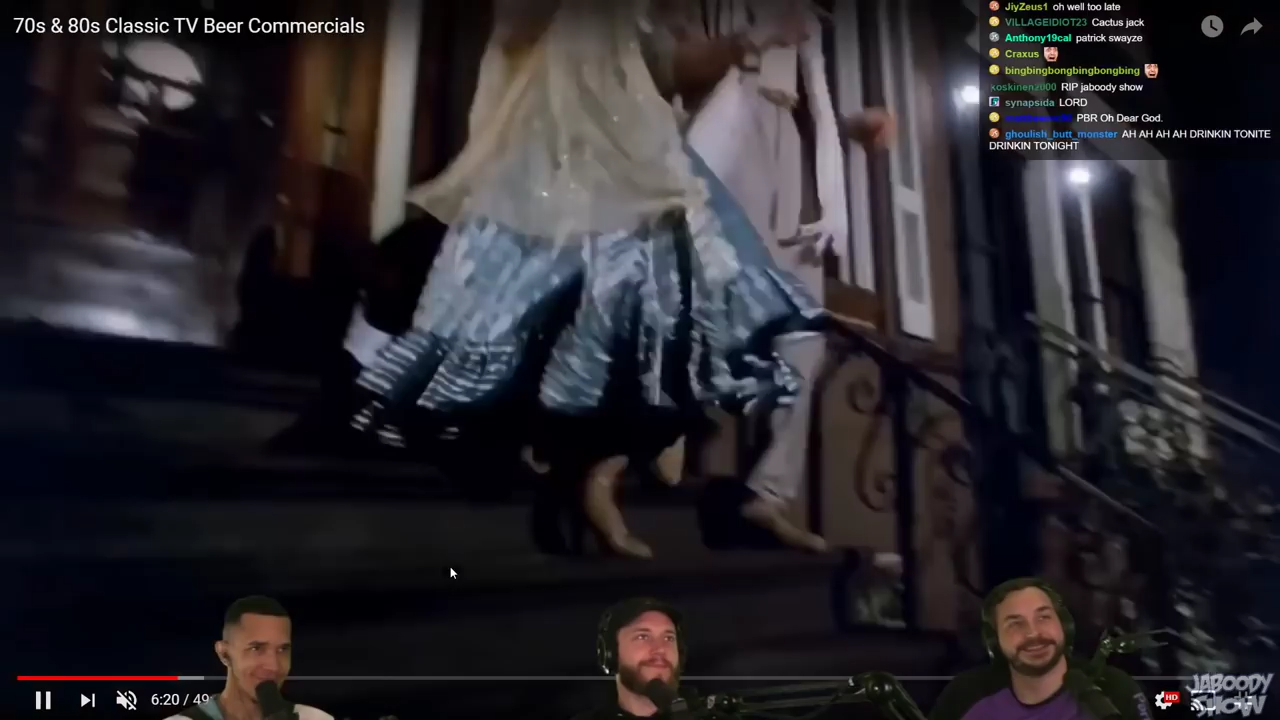 70s & 80s Classic TV Beer Commercials
JiyZeus1 oh well too late
VILLAGEIDIOT23 Cactus jack
Anthony19cal patrick swayze
Craxus
bingbingbongbingbongbing
koskinen2000 RIP jaboody show
synapsida LORD
PBR Oh Dear God.
ghoulish_butt_monster AH AH AH AH DRINKIN TONITE
DRINKIN TONIGHT
6:20 / 49
HD
JABOODY
SHOW